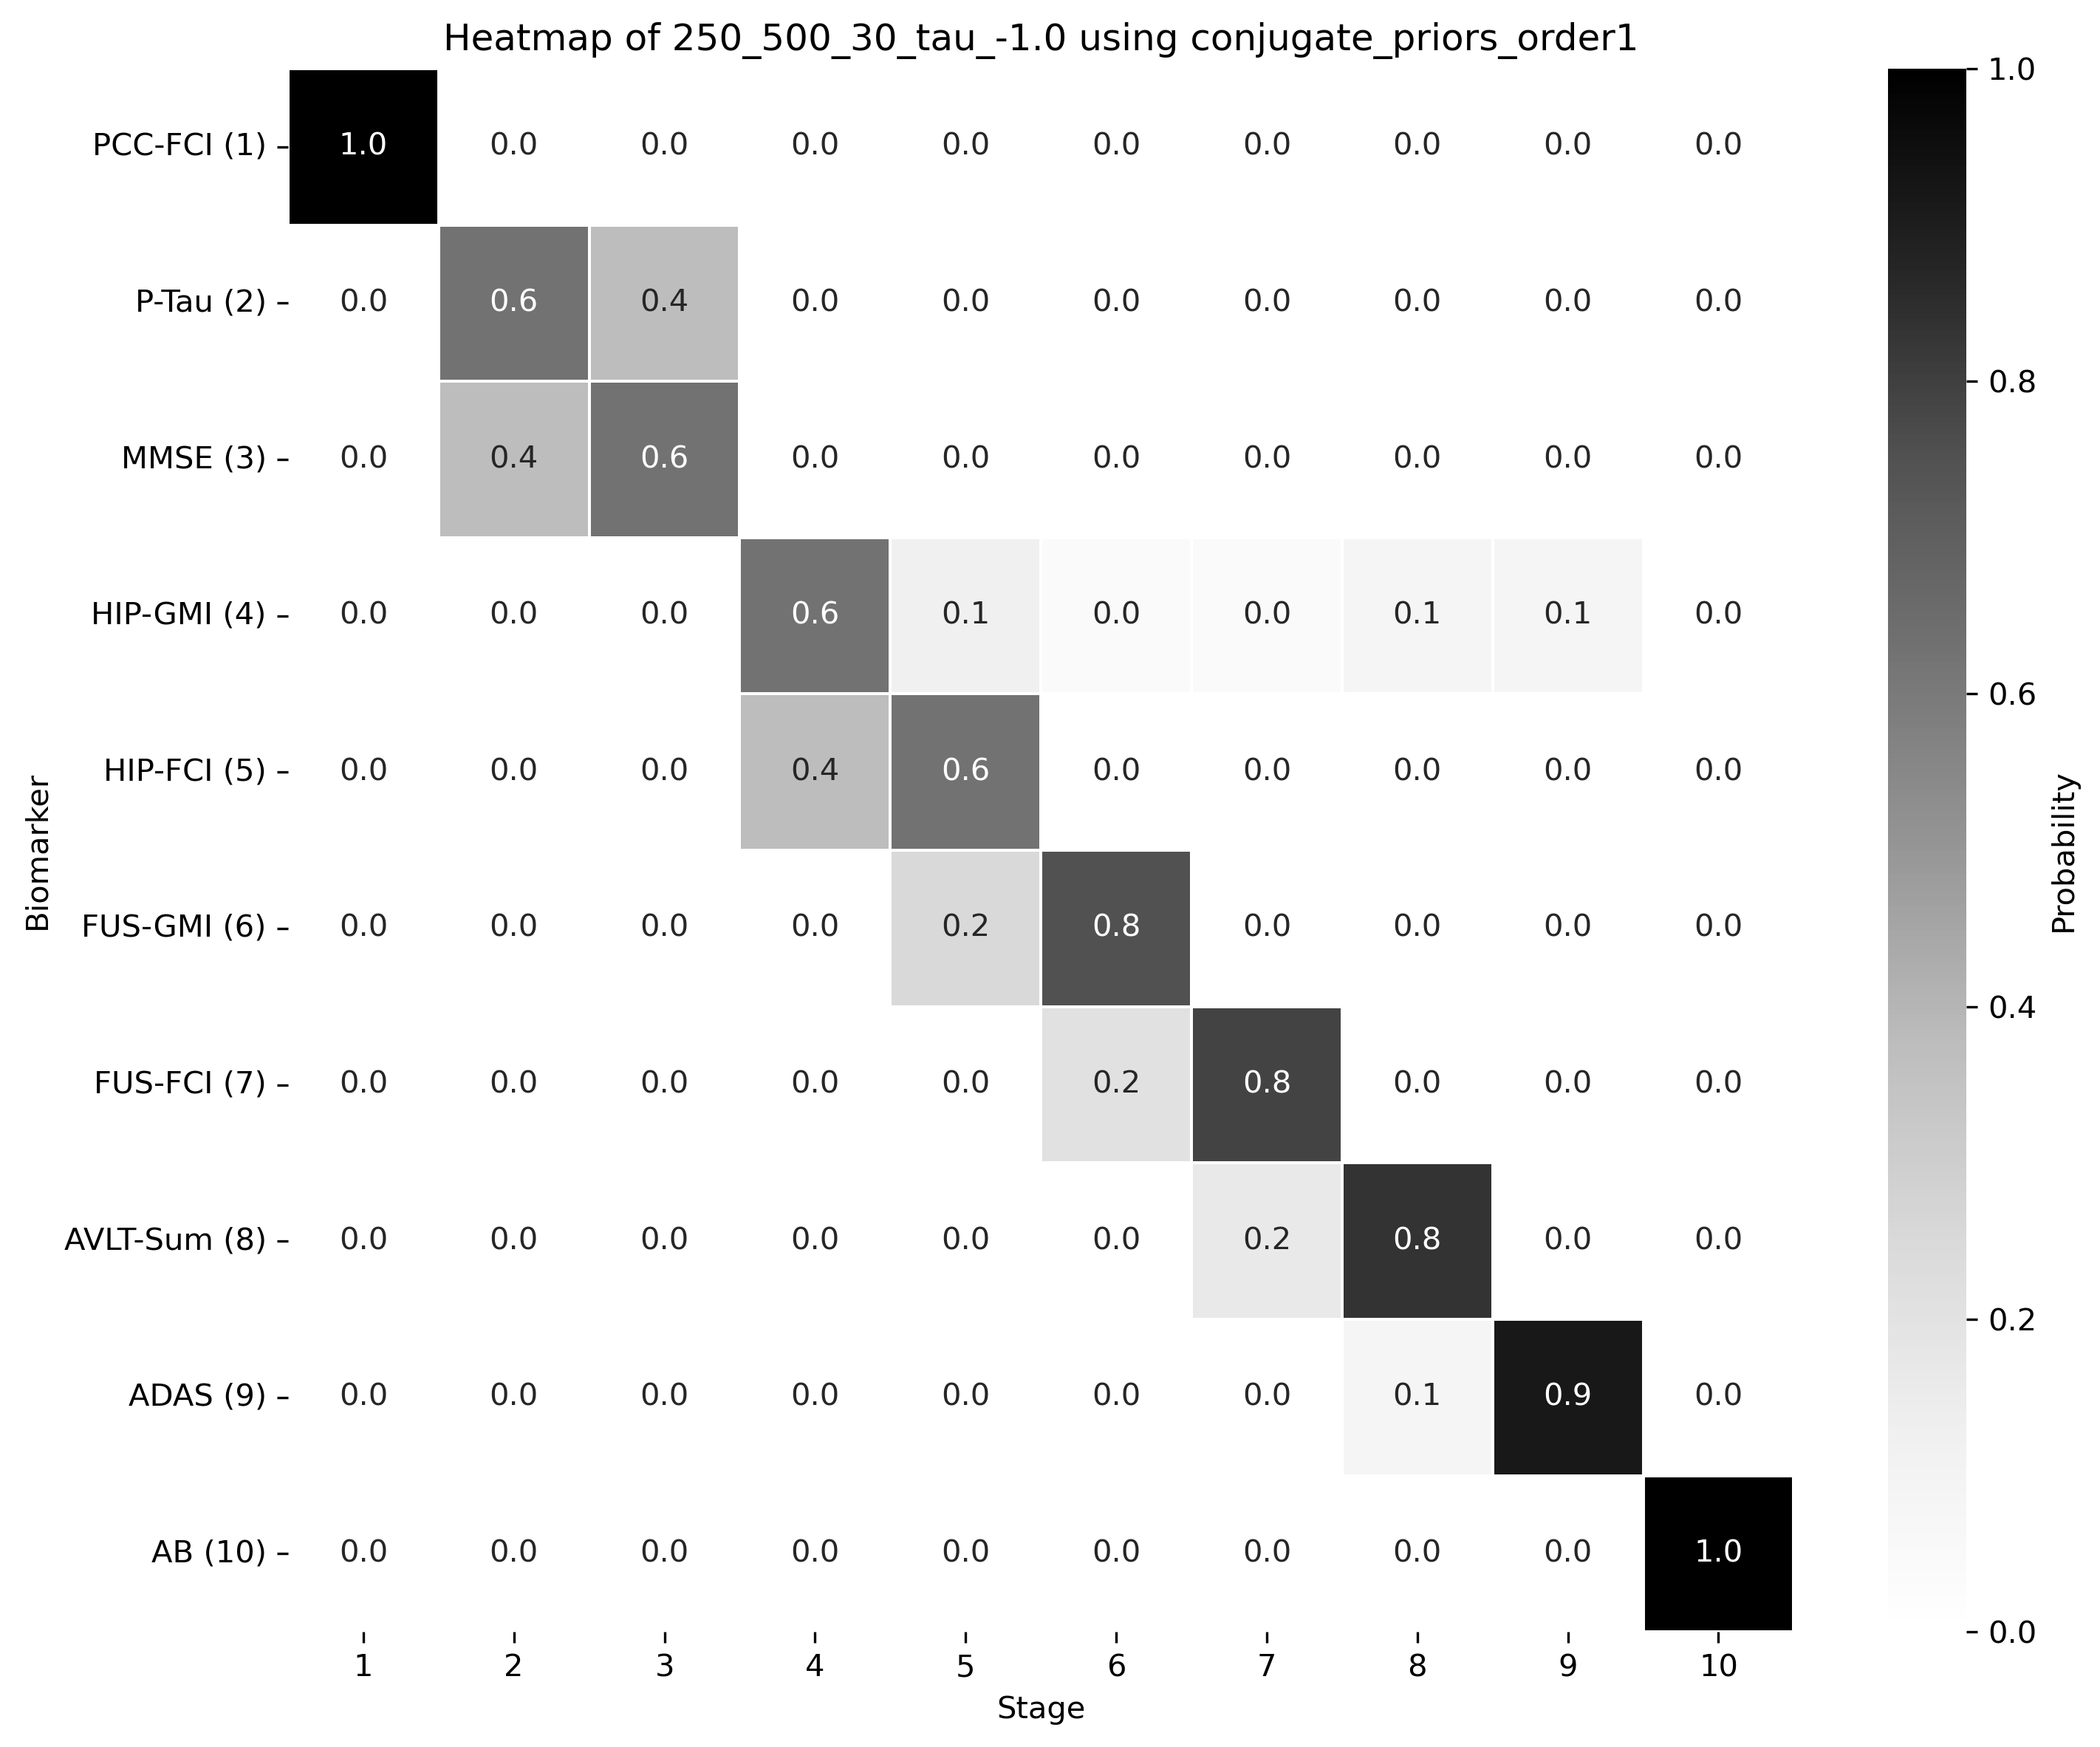 Heatmap of 250_500_30_tau_-1.0 using conjugate_priors_order1
PCC-FCI (1) 1.0 0.0 0.0 0.0 0.0 0.0 0.0 0.0 0.0 0.0
P-Tau (2) 0.0 0.6 0.4 0.0 0.0 0.0 0.0 0.0 0.0 0.0
MMSE (3) 0.0 0.4 0.6 0.0 0.0 0.0 0.0 0.0 0.0 0.0
HIP-GMI (4) 0.0 0.0 0.0 0.6 0.1 0.0 0.0 0.1 0.1 0.0
HIP-FCI (5) 0.0 0.0 0.0 0.4 0.6 0.0 0.0 0.0 0.0 0.0
FUS-GMI (6) 0.0 0.0 0.0 0.0 0.2 0.8 0.0 0.0 0.0 0.0
FUS-FCI (7) 0.0 0.0 0.0 0.0 0.0 0.2 0.8 0.0 0.0 0.0
AVLT-Sum (8) 0.0 0.0 0.0 0.0 0.0 0.0 0.2 0.8 0.0 0.0
ADAS (9) 0.0 0.0 0.0 0.0 0.0 0.0 0.0 0.1 0.9 0.0
AB (10) 0.0 0.0 0.0 0.0 0.0 0.0 0.0 0.0 0.0 1.0
1 2 3 4 5 6 7 8 9 10
Stage
Biomarker
1.0
0.8
0.6
0.4
0.2
0.0
Probability